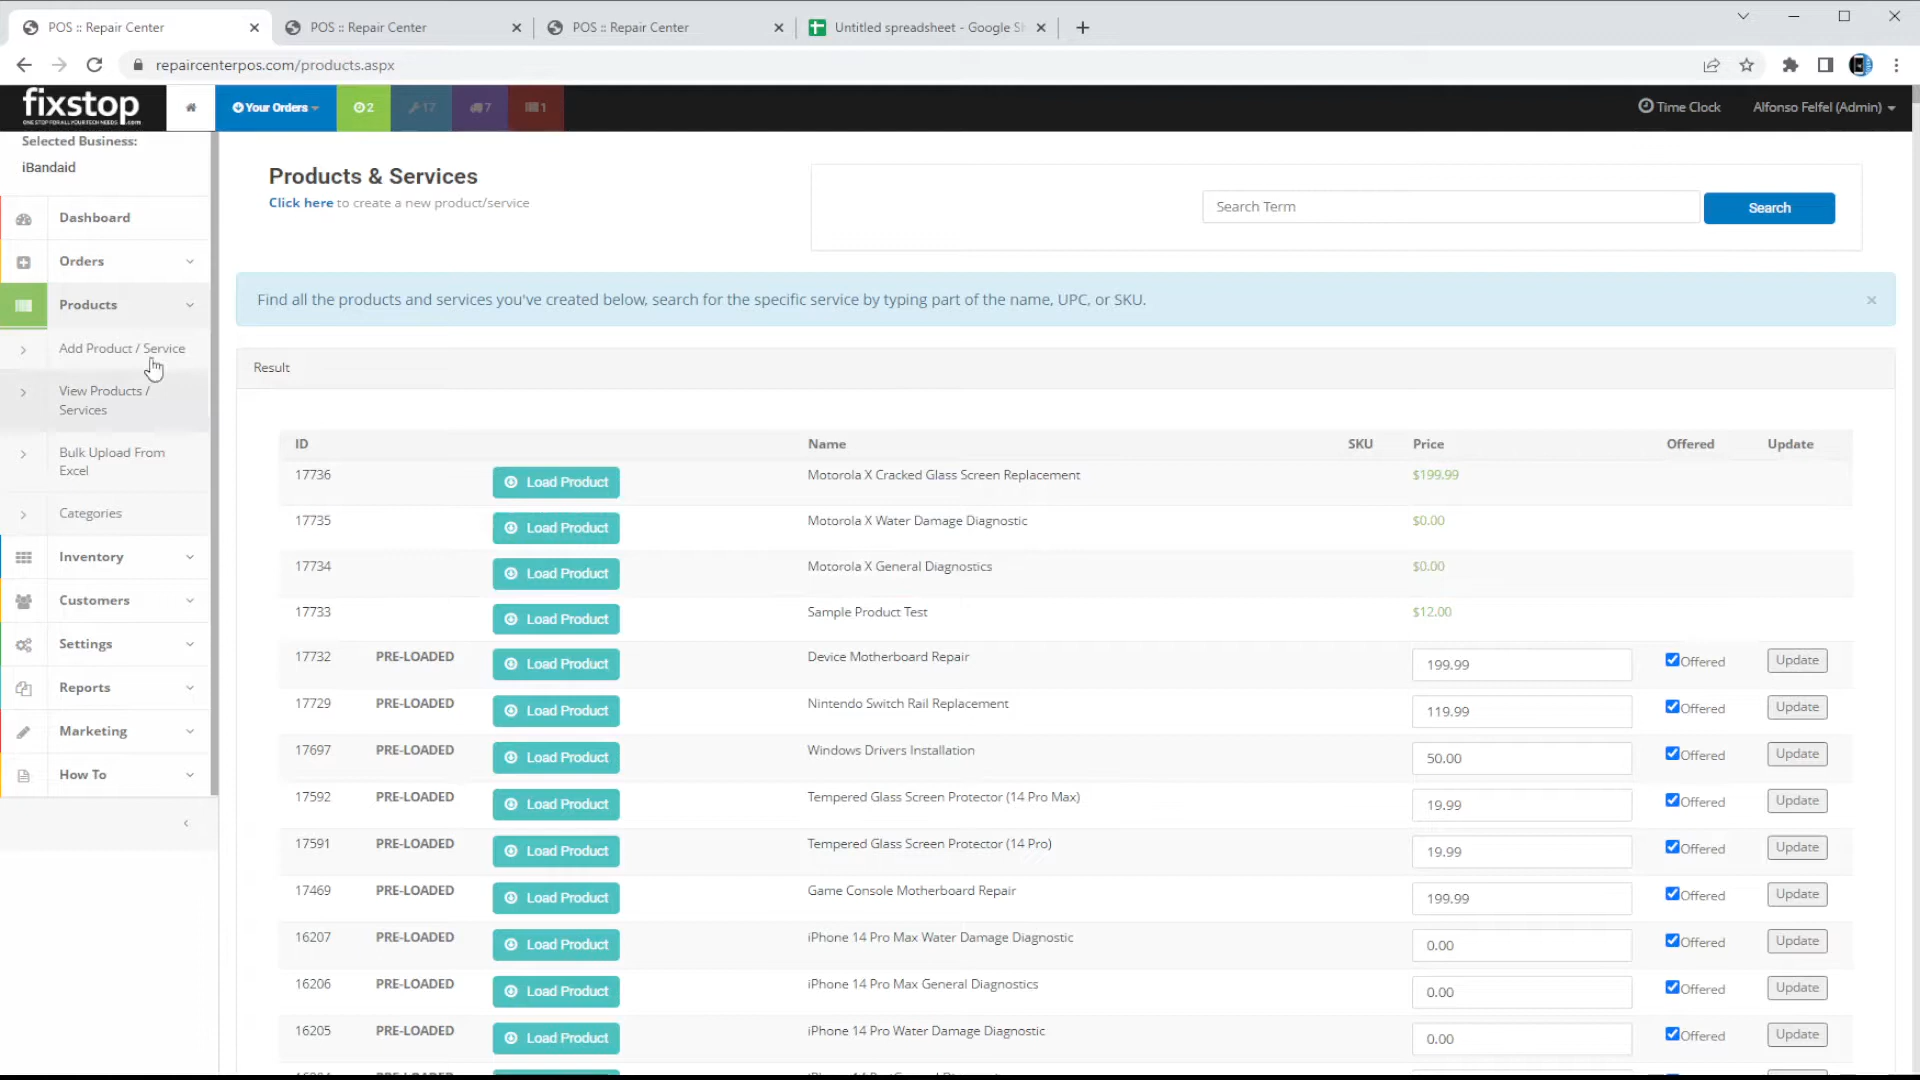 POS :: Repair Center
POS :: Repair Center
POS :: Repair Center
Untitled spreadsheet - Google Sh
repaircenterpos.com/products.aspx
fixstop
.com
Your Orders
2
17
7
1
Time Clock
Alfonso Felfel (Admin)
Selected Business:
iBandaid
Dashboard
Orders
Products
Add Product / Service
View Products /
Services
Bulk Upload From
Excel
Categories
Inventory
Customers
Settings
Reports
Marketing
How To
Products & Services
Click here to create a new product/service
Search Term
Search
Find all the products and services you've created below, search for the specific service by typing part of the name, UPC, or SKU.
Result
ID Name SKU Price Offered Update
17736 Load Product Motorola X Cracked Glass Screen Replacement $199.99
17735 Load Product Motorola X Water Damage Diagnostic $0.00
17734 Load Product Motorola X General Diagnostics $0.00
17733 Load Product Sample Product Test $12.00
17732 PRE-LOADED Load Product Device Motherboard Repair 199.99 Offered Update
17729 PRE-LOADED Load Product Nintendo Switch Rail Replacement 119.99 Offered Update
17697 PRE-LOADED Load Product Windows Drivers Installation 50.00 Offered Update
17592 PRE-LOADED Load Product Tempered Glass Screen Protector (14 Pro Max) 19.99 Offered Update
17591 PRE-LOADED Load Product Tempered Glass Screen Protector (14 Pro) 19.99 Offered Update
17469 PRE-LOADED Load Product Game Console Motherboard Repair 199.99 Offered Update
16207 PRE-LOADED Load Product iPhone 14 Pro Max Water Damage Diagnostic 0.00 Offered Update
16206 PRE-LOADED Load Product iPhone 14 Pro Max General Diagnostics 0.00 Offered Update
16205 PRE-LOADED Load Product iPhone 14 Pro Water Damage Diagnostic 0.00 Offered Update